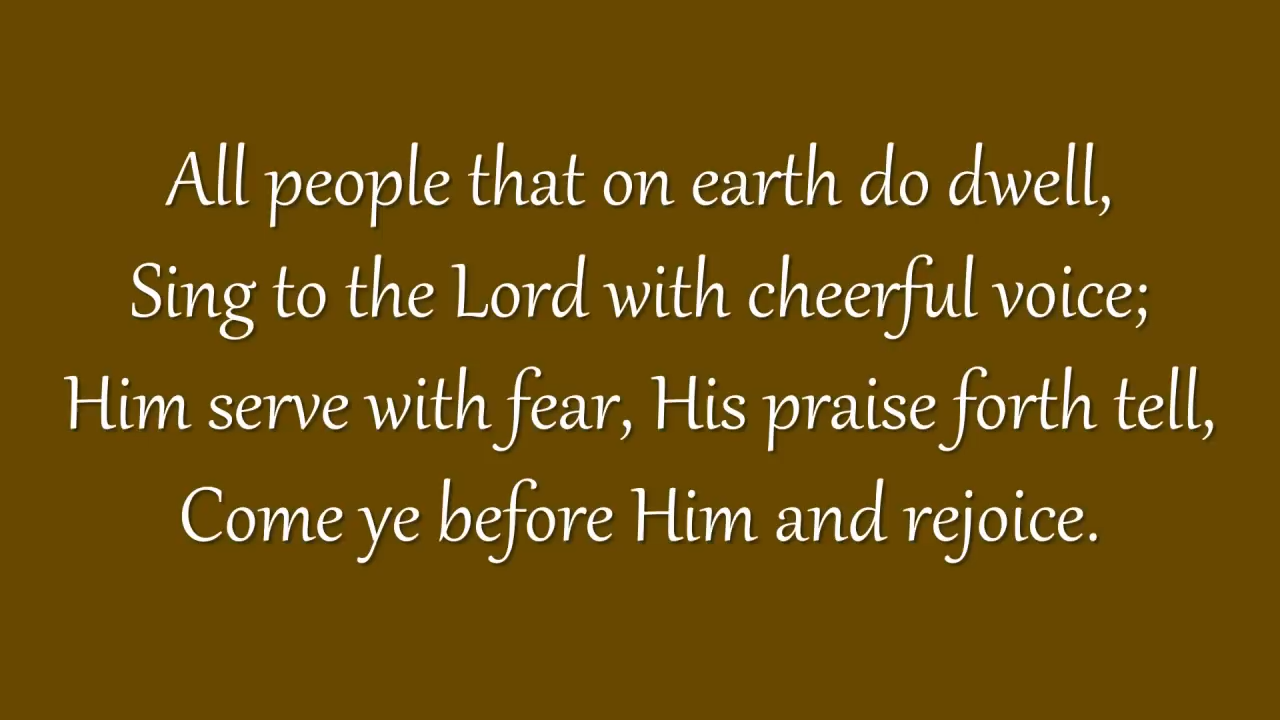 All people that on earth do dwell,
Sing to the Lord with cheerful voice;
Him serve with fear, His praise forth tell,
Come ye before Him and rejoice.